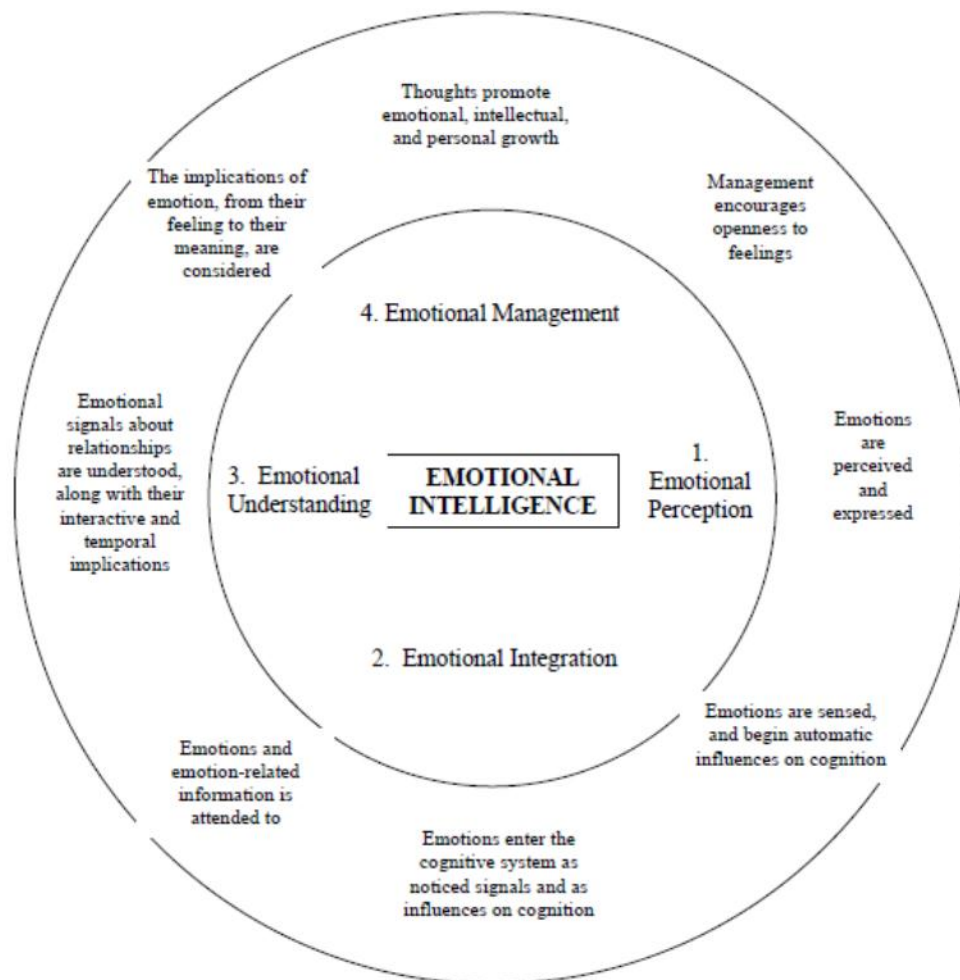 Thoughts promote
emotional, intellectual,
and personal growth
The implications of
emotion, from their
feeling to their
meaning, are
considered
Management
encourages
openness to
feelings
4. Emotional Management
Emotional
signals about
relationships
are understood,
along with their
interactive and
temporal
implications
3. Emotional
Understanding
EMOTIONAL
INTELLIGENCE
1.
Emotional
Perception
Emotions
are
perceived
and
expressed
2. Emotional Integration
Emotions are sensed,
and begin automatic
influences on cognition
Emotions and
emotion-related
information is
attended to
Emotions enter the
cognitive system as
noticed signals and as
influences on cognition